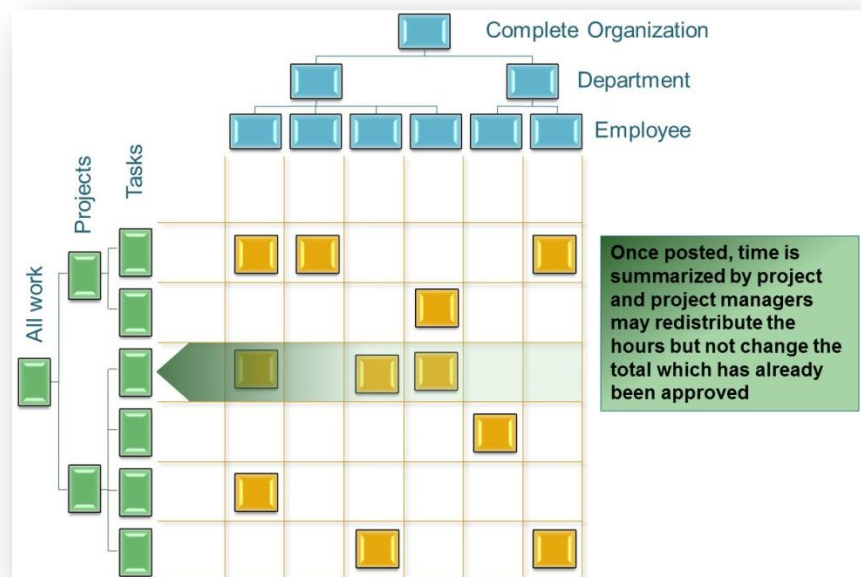 Complete Organization
Department
Employee
All work
Projects
Tasks
Once posted, time is
summarized by project
and project managers
may redistribute the
hours but not change the
total which has already
been approved